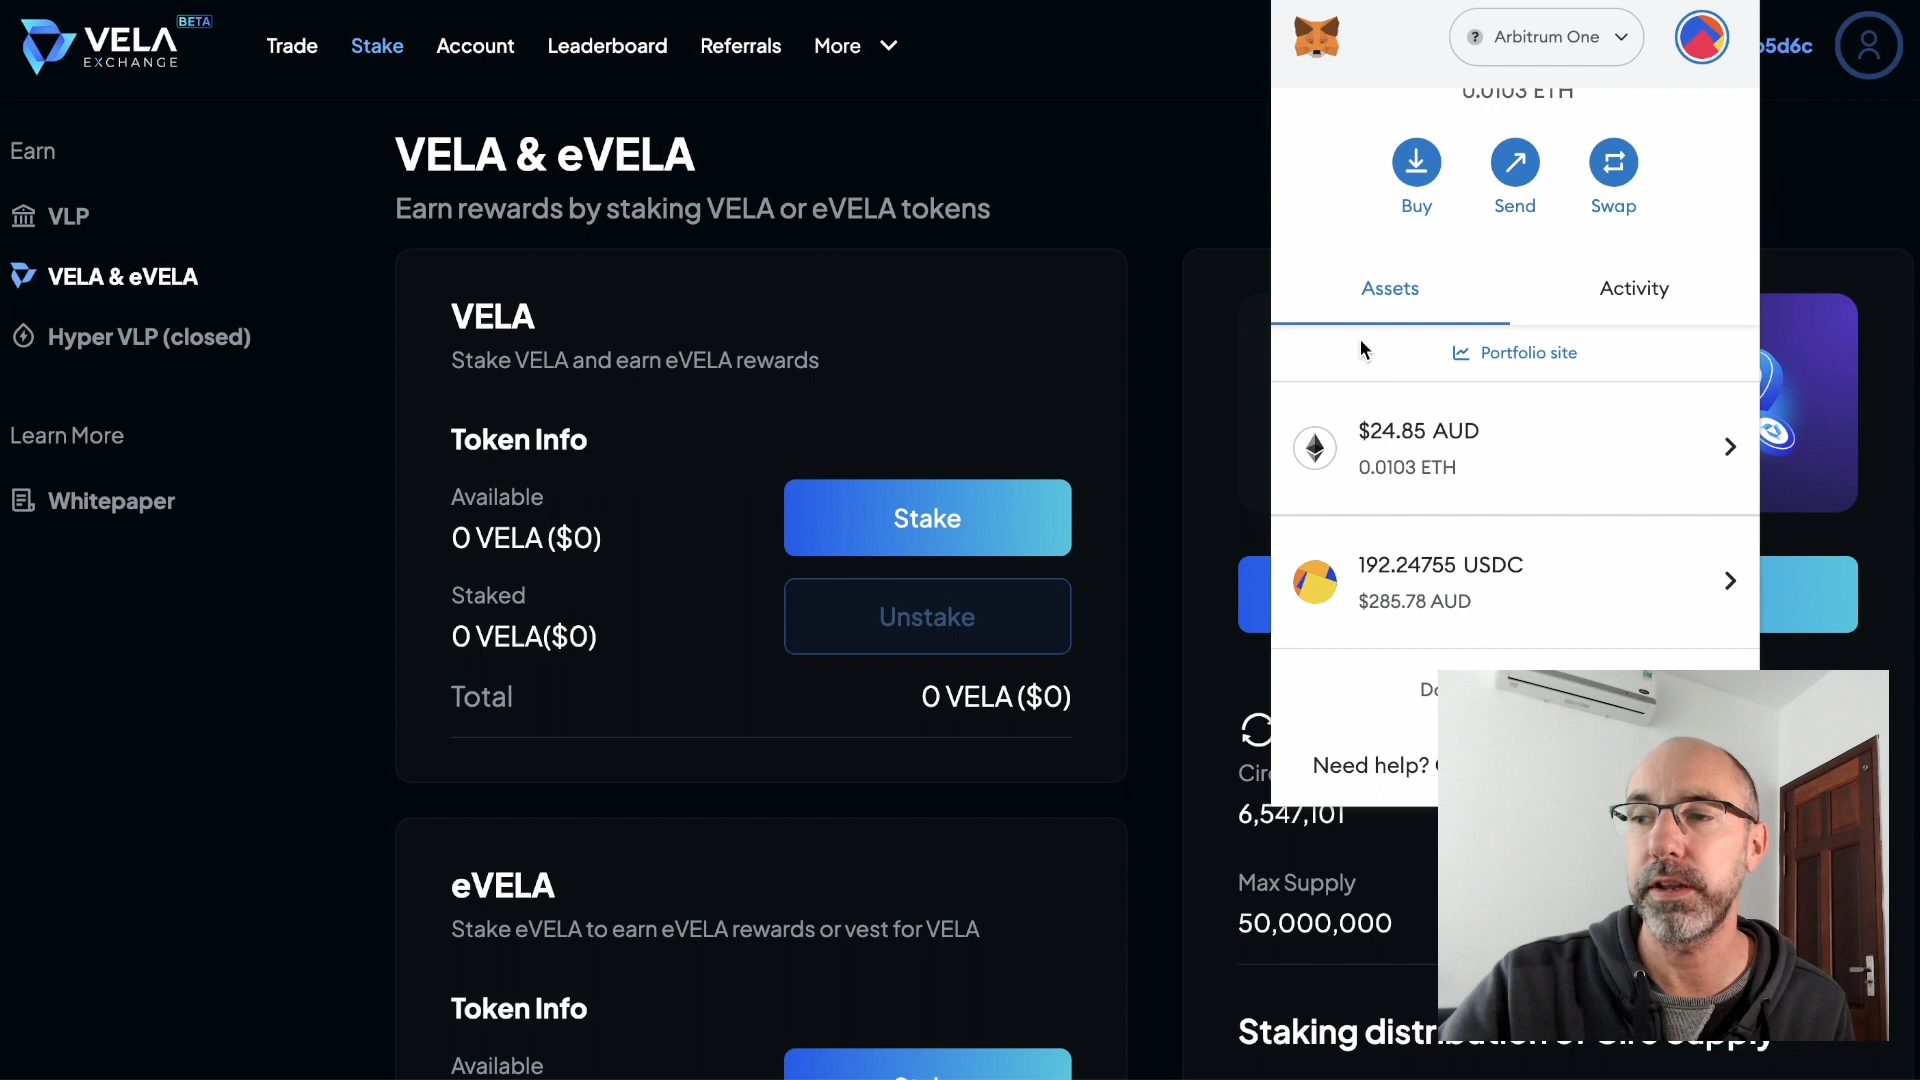 VELA
EXCHANGE
BETA
Trade
Stake
Account
Leaderboard
Referrals
More
Arbitrum One
b5d6c
Earn
VLP
VELA & eVELA
Hyper VLP (closed)
Learn More
Whitepaper
VELA & eVELA
Earn rewards by staking VELA or eVELA tokens
VELA
Stake VELA and earn eVELA rewards
Token Info
Available
0 VELA ($0)
Stake
Staked
0 VELA($0)
Unstake
Total
0 VELA ($0)
eVELA
Stake eVELA to earn eVELA rewards or vest for VELA
Token Info
Available
0.0103 ETH
Buy
Send
Swap
Assets
Activity
Portfolio site
$24.85 AUD
0.0103 ETH
192.24755 USDC
$285.78 AUD
Need help?
6,547,101
Max Supply
50,000,000
Staking